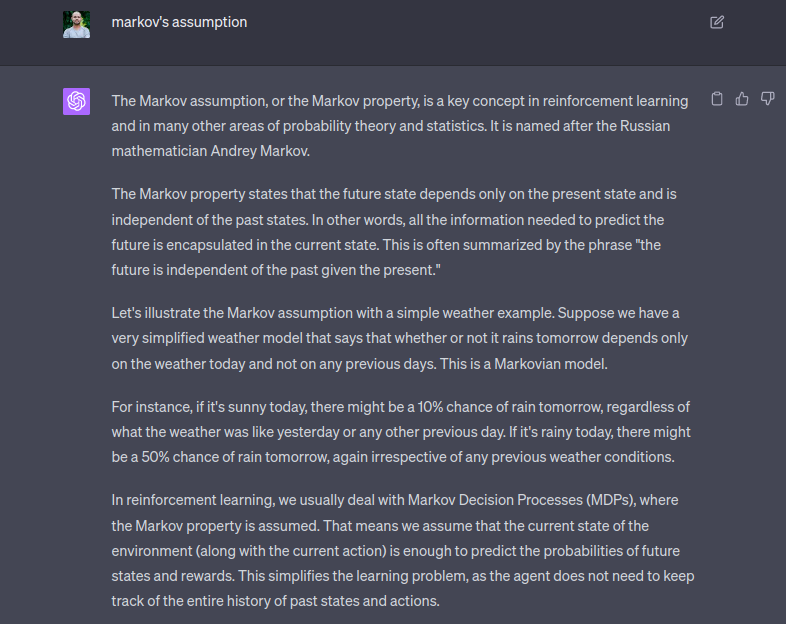 markov's assumption
The Markov assumption, or the Markov property, is a key concept in reinforcement learning
and in many other areas of probability theory and statistics. It is named after the Russian
mathematician Andrey Markov.
The Markov property states that the future state depends only on the present state and is
independent of the past states. In other words, all the information needed to predict the
future is encapsulated in the current state. This is often summarized by the phrase "the
future is independent of the past given the present."
Let's illustrate the Markov assumption with a simple weather example. Suppose we have a
very simplified weather model that says that whether or not it rains tomorrow depends only
on the weather today and not on any previous days. This is a Markovian model.
For instance, if it's sunny today, there might be a 10% chance of rain tomorrow, regardless of
what the weather was like yesterday or any other previous day. If it's rainy today, there might
be a 50% chance of rain tomorrow, again irrespective of any previous weather conditions.
In reinforcement learning, we usually deal with Markov Decision Processes (MDPs), where
the Markov property is assumed. That means we assume that the current state of the
environment (along with the current action) is enough to predict the probabilities of future
states and rewards. This simplifies the learning problem, as the agent does not need to keep
track of the entire history of past states and actions.